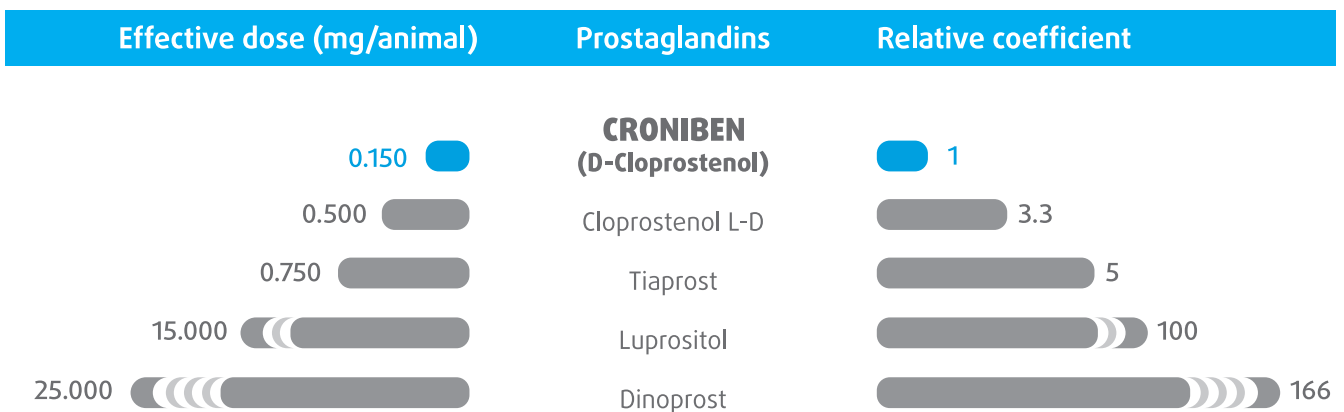 Effective dose (mg/animal) Prostaglandins Relative coefficient
CRONIBEN
0.150 (D-Cloprostenol) 1
0.500 Cloprostenol L-D 3.3
0.750 Tiaprost 5
15.000 Luprositol 100
25.000 Dinoprost 166